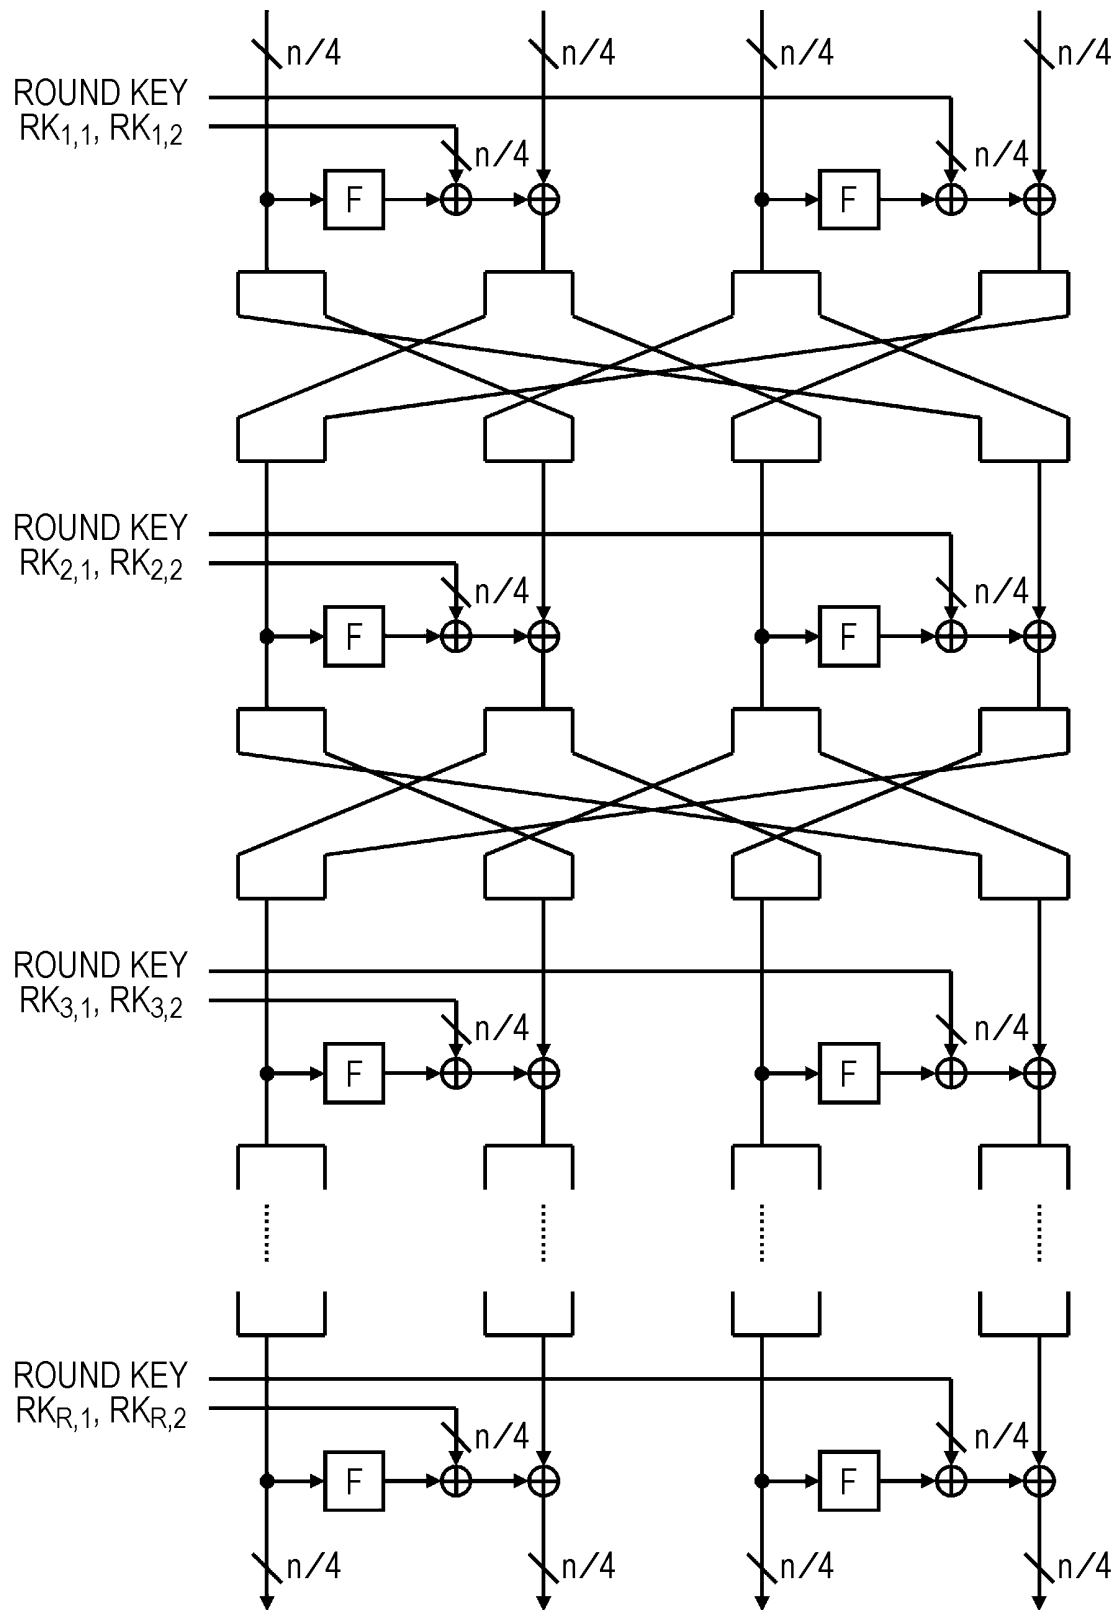 n/4 n/4 n/4 n/4
ROUND KEY
RK1,1, RK1,2
n/4 n/4
F F
ROUND KEY
RK2,1, RK2,2
n/4 n/4
F F
ROUND KEY
RK3,1, RK3,2
n/4 n/4
F F
ROUND KEY
RKR,1, RKR,2
n/4 n/4
F F
n/4 n/4 n/4 n/4